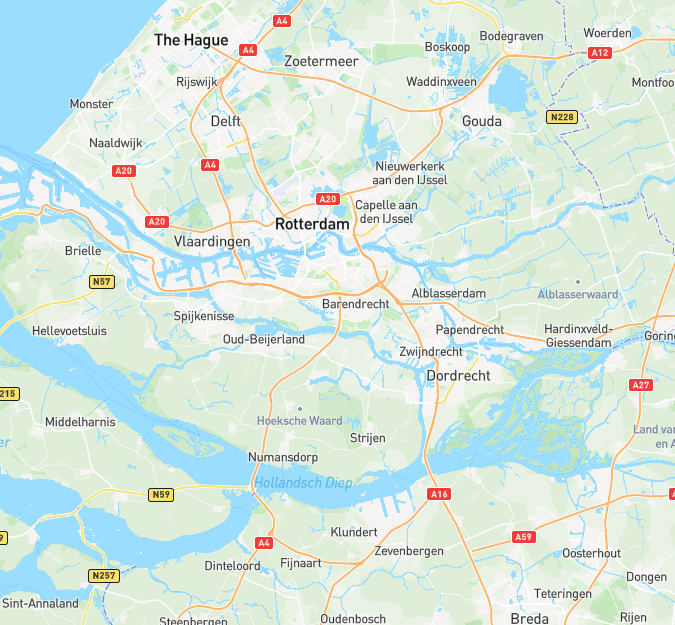 A4
Bodegraven
Woerden
The Hague
A4
Boskoop
A12
Zoetermeer
Rijswijk
Waddinxveen
Montfoo
Monster
Delft
Gouda
N228
Naaldwijk
A20
A4
Nieuwerkerk
aan den IJssel
A20
Capelle aan
den IJssel
A20
Rotterdam
Vlaardingen
Brielle
N57
Alblasserwaard
Alblasserdam
Barendrecht
Spijkenisse
Hellevoetsluis
Papendrecht
Hardinxveld-
Giessendam
Gorin
Oud-Beijerland
Zwijndrecht
Dordrecht
A27
215
Middelharnis
Hoeksche Waard
Land van
en A
Strijen
er
Numansdorp
Hollandsch Diep
N59
A16
A
9
A4
Klundert
A59
Zevenbergen
Oosterhout
Fijnaart
Dinteloord
N257
Dongen
Teteringen
Sint-Annaland
Steenbergen
Oudenbosch
Breda
Rijen